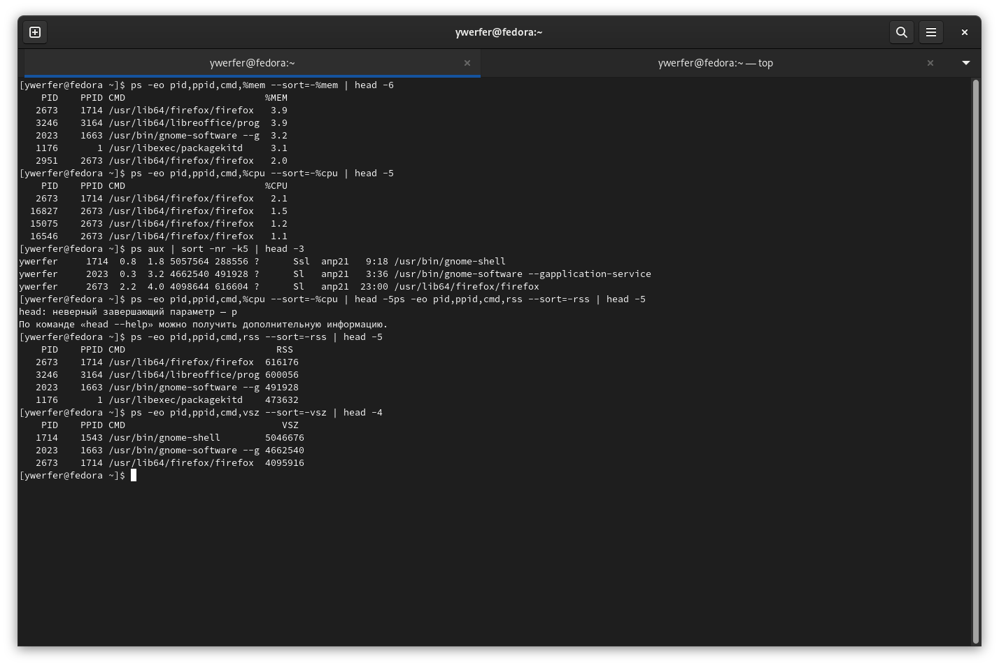 ywerfer@fedora:~
ywerfer@fedora:~
ywerfer@fedora:~ — top
[ywerfer@fedora ~]$ ps -eo pid,ppid,cmd,%mem --sort=-%mem | head -6
    PID    PPID CMD                         %MEM
   2673    1714 /usr/lib64/firefox/firefox   3.9
   3246    3164 /usr/lib64/libreoffice/prog  3.9
   2023    1663 /usr/bin/gnome-software --g  3.2
   1176       1 /usr/libexec/packagekitd     3.1
   2951    2673 /usr/lib64/firefox/firefox   2.0
[ywerfer@fedora ~]$ ps -eo pid,ppid,cmd,%cpu --sort=-%cpu | head -5
    PID    PPID CMD                         %CPU
   2673    1714 /usr/lib64/firefox/firefox   2.1
  16827    2673 /usr/lib64/firefox/firefox   1.5
  15075    2673 /usr/lib64/firefox/firefox   1.2
  16546    2673 /usr/lib64/firefox/firefox   1.1
[ywerfer@fedora ~]$ ps aux | sort -nr -k5 | head -3
ywerfer     1714  0.8  1.8 5057564 288556 ?      Ssl  апр21   9:18 /usr/bin/gnome-shell
ywerfer     2023  0.3  3.2 4662540 491928 ?      Sl   апр21   3:36 /usr/bin/gnome-software --gapplication-service
ywerfer     2673  2.2  4.0 4098644 616604 ?      Sl   апр21  23:00 /usr/lib64/firefox/firefox
[ywerfer@fedora ~]$ ps -eo pid,ppid,cmd,%cpu --sort=-%cpu | head -5ps -eo pid,ppid,cmd,rss --sort=-rss | head -5
head: неверный завершающий параметр — p
По команде «head --help» можно получить дополнительную информацию.
[ywerfer@fedora ~]$ ps -eo pid,ppid,cmd,rss --sort=-rss | head -5
    PID    PPID CMD                           RSS
   2673    1714 /usr/lib64/firefox/firefox  616176
   3246    3164 /usr/lib64/libreoffice/prog 600056
   2023    1663 /usr/bin/gnome-software --g 491928
   1176       1 /usr/libexec/packagekitd    473632
[ywerfer@fedora ~]$ ps -eo pid,ppid,cmd,vsz --sort=-vsz | head -4
    PID    PPID CMD                            VSZ
   1714    1543 /usr/bin/gnome-shell        5046676
   2023    1663 /usr/bin/gnome-software --g 4662540
   2673    1714 /usr/lib64/firefox/firefox  4095916
[ywerfer@fedora ~]$